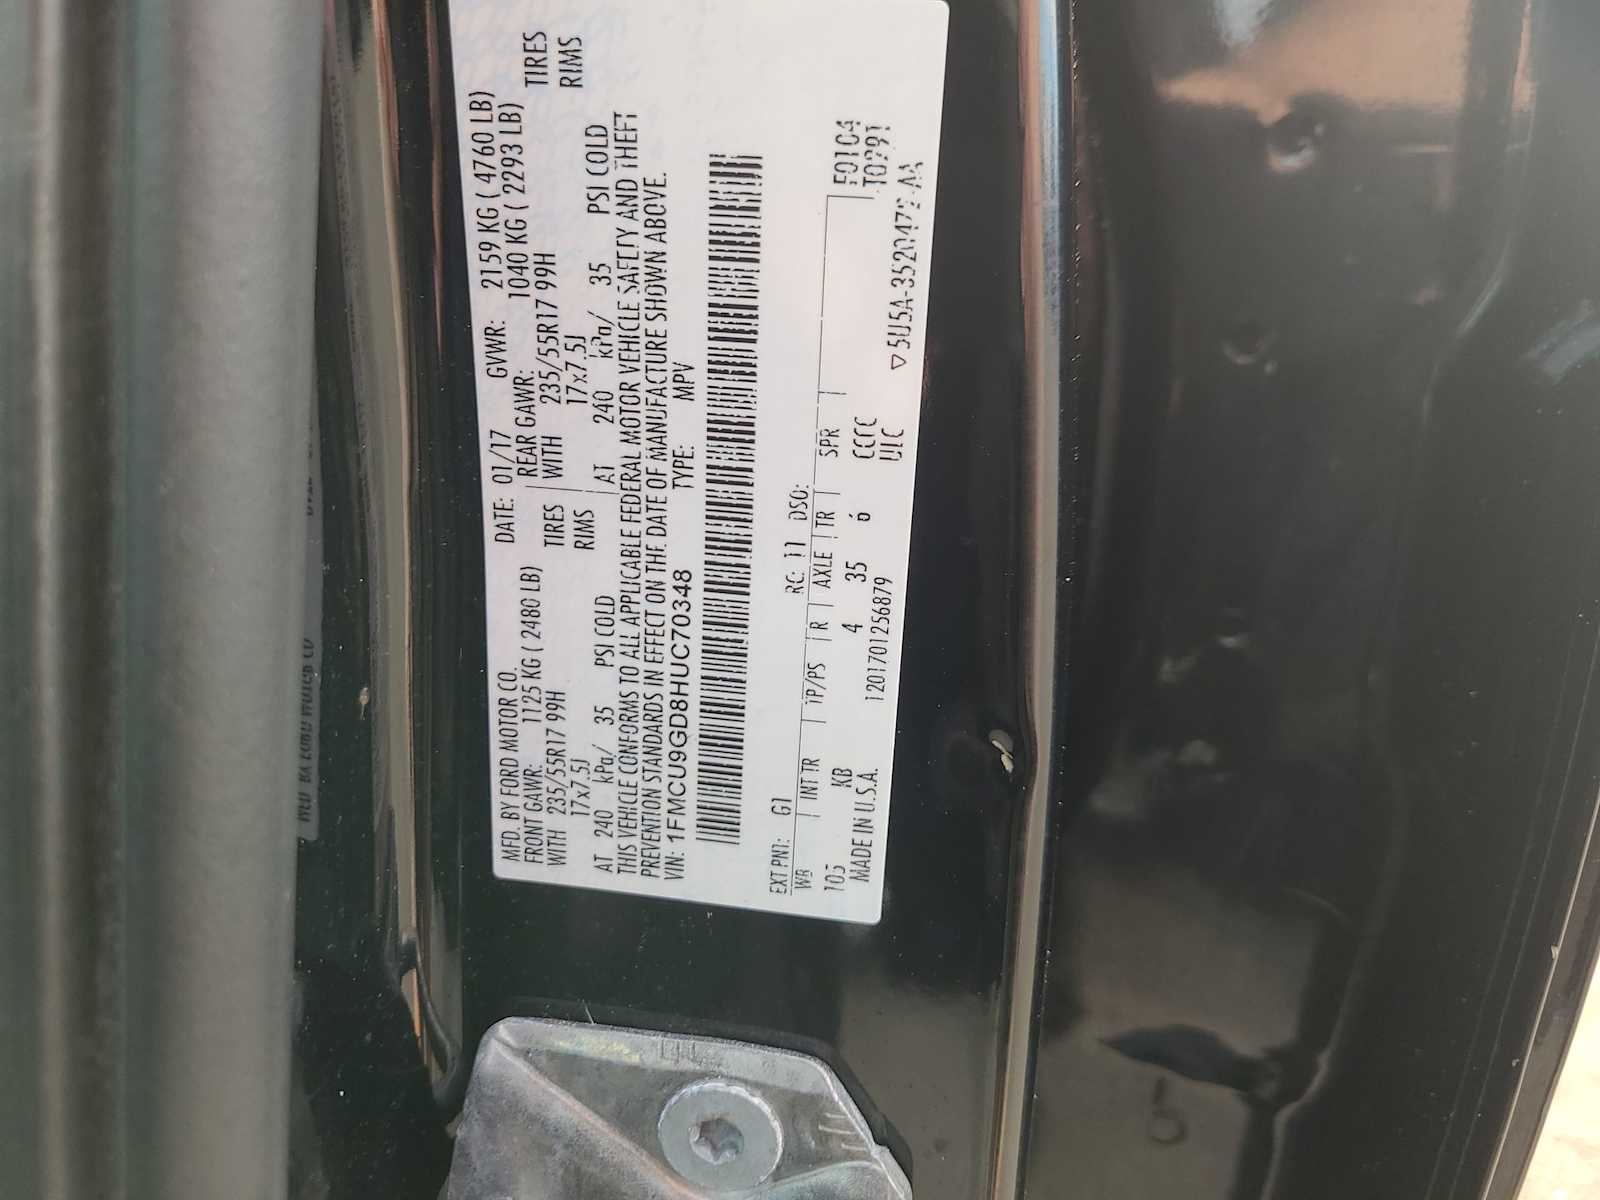 MFD. BY FORD MOTOR CO.
DATE: 01/17 GVWR: 2159 KG ( 4760 LB)
FRONT GAWR: 1125 KG ( 2480 LB) REAR GAWR: 1040 KG ( 2293 LB)
WITH 235/55R17 99H TIRES WITH 235/55R17 99H TIRES
17x7.5J RIMS 17x7.5J RIMS
AT 240 kPa/ 35 PSI COLD AT 240 kPa/ 35 PSI COLD
THIS VEHICLE CONFORMS TO ALL APPLICABLE FEDERAL MOTOR VEHICLE SAFETY AND THEFT
PREVENTION STANDARDS IN EFFECT ON THE DATE OF MANUFACTURE SHOWN ABOVE.
VIN: 1FMCU9GD8HUC70348 TYPE: MPV
EXT PNT: G1 RC: 11 DSO: F0104
WB INT TR TP/PS R AXLE TR SPR T0291
105 KB 4 35 6 CCCC
MADE IN U.S.A. 1201701256879 UIC
5U5A-3520472-AA